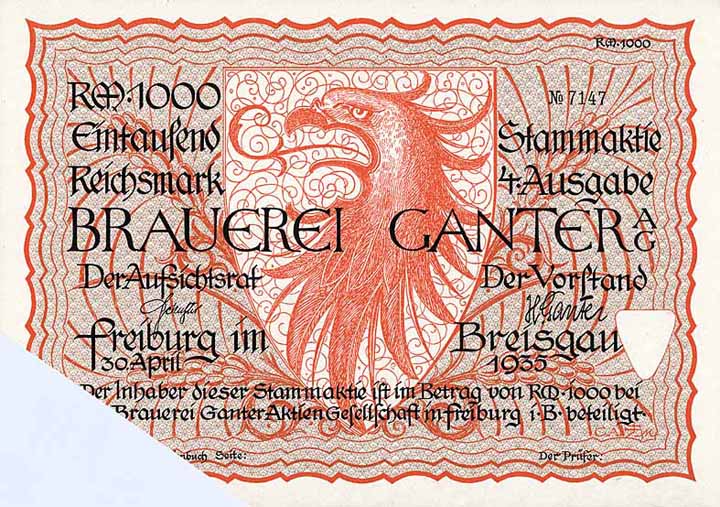 RM·1000
RM·1000
№ 7147
Eintausend Stammaktie
Reichsmark 4.Ausgabe
BRAUEREI GANTER AG
Der Aufsichtsrat Der Vorstand
H Ganter
Freiburg im Breisgau
30. April 1935
Der Inhaber dieser Stammaktie ist im Betrag von RM·1000 bei
Brauerei Ganter Aktien Gesellschaft in Freiburg i.B. beteiligt.
buch Seite: Der Prüfer: